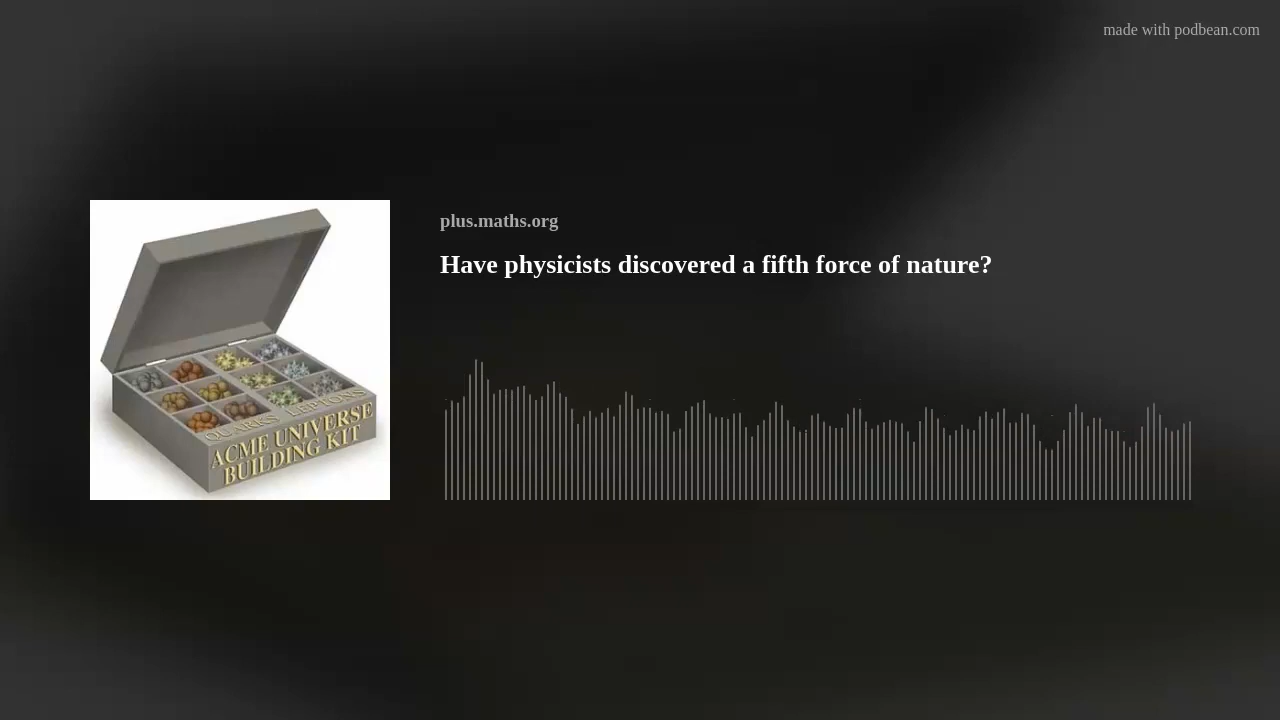 made with podbean.com
plus.maths.org
Have physicists discovered a fifth force of nature?
QUARKS LEPTONS
ACME UNIVERSE
BUILDING KIT